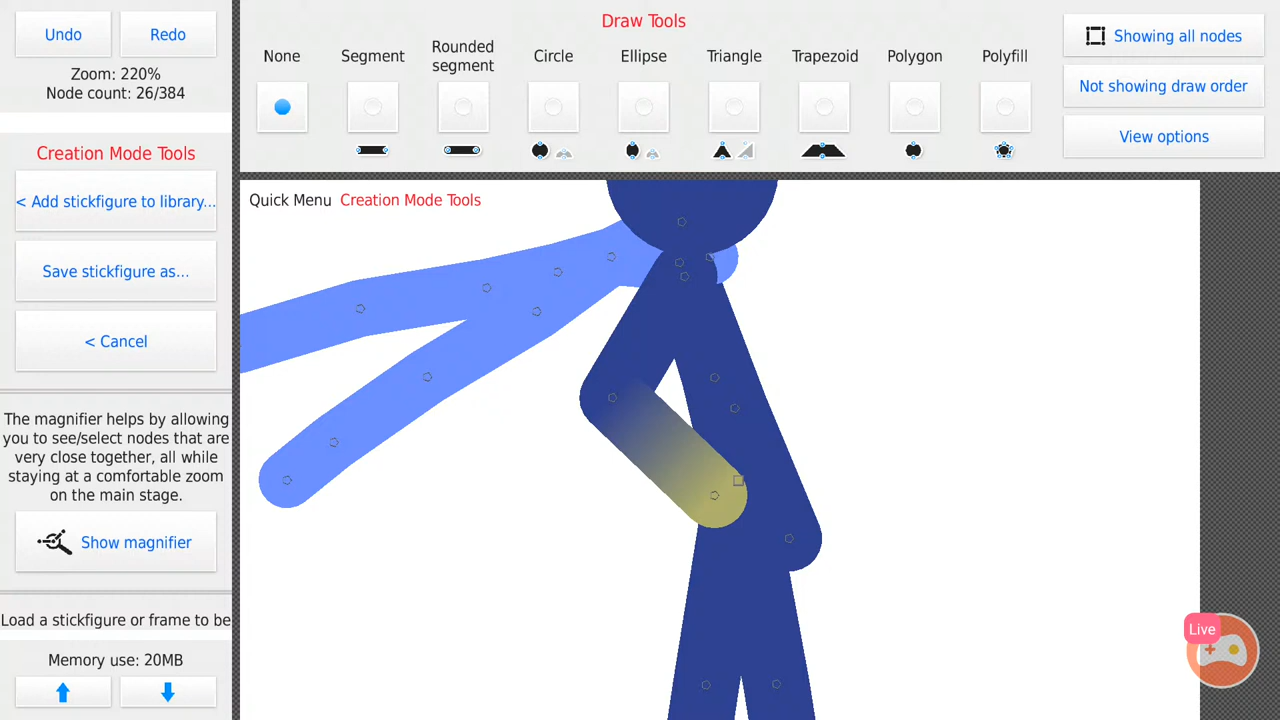 Undo
Redo
Zoom: 220%
Node count: 26/384
Creation Mode Tools
< Add stickfigure to library...
Save stickfigure as...
< Cancel
The magnifier helps by allowing
you to see/select nodes that are
very close together, all while
staying at a comfortable zoom
on the main stage.
Show magnifier
Load a stickfigure or frame to be
Memory use: 20MB
Draw Tools
None
Segment
Rounded
segment
Circle
Ellipse
Triangle
Trapezoid
Polygon
Polyfill
Showing all nodes
Not showing draw order
View options
Quick Menu Creation Mode Tools
Live